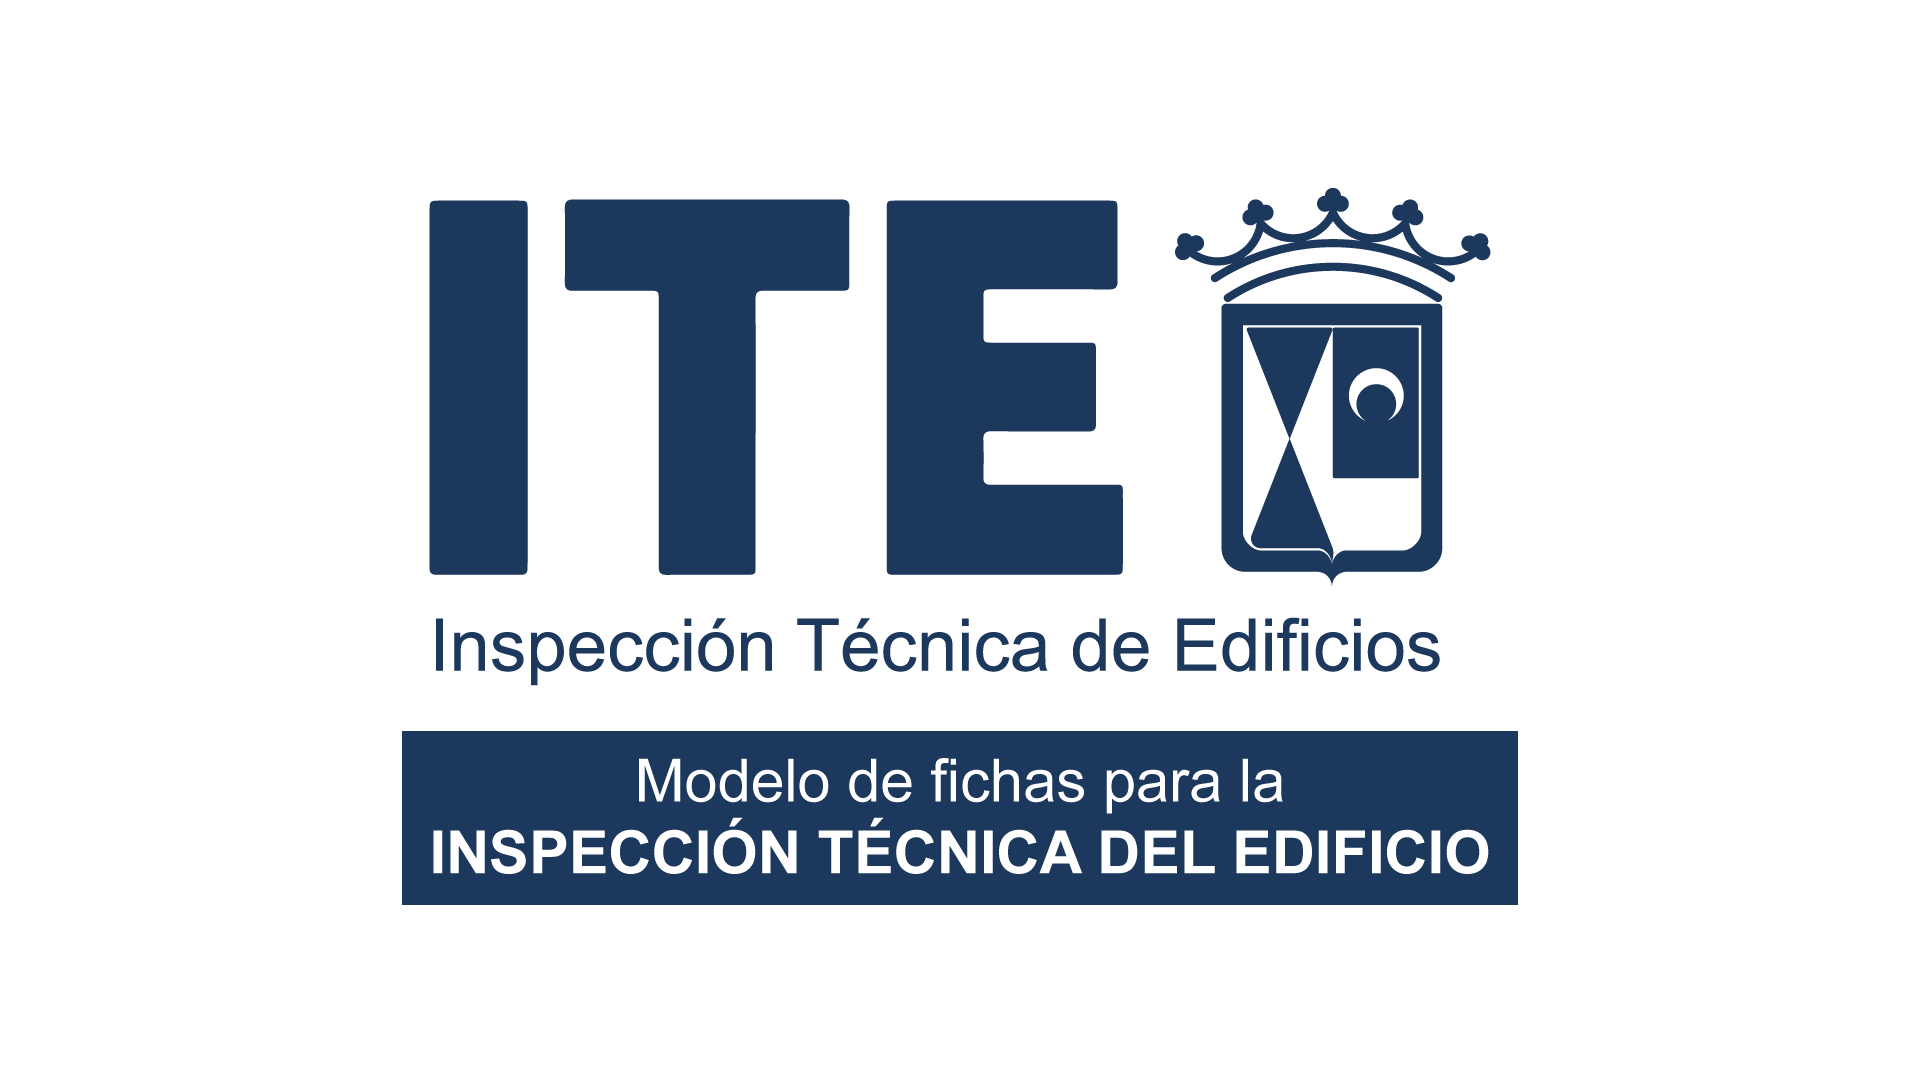 ITE
Inspección Técnica de Edificios
Modelo de fichas para la
INSPECCIÓN TÉCNICA DEL EDIFICIO